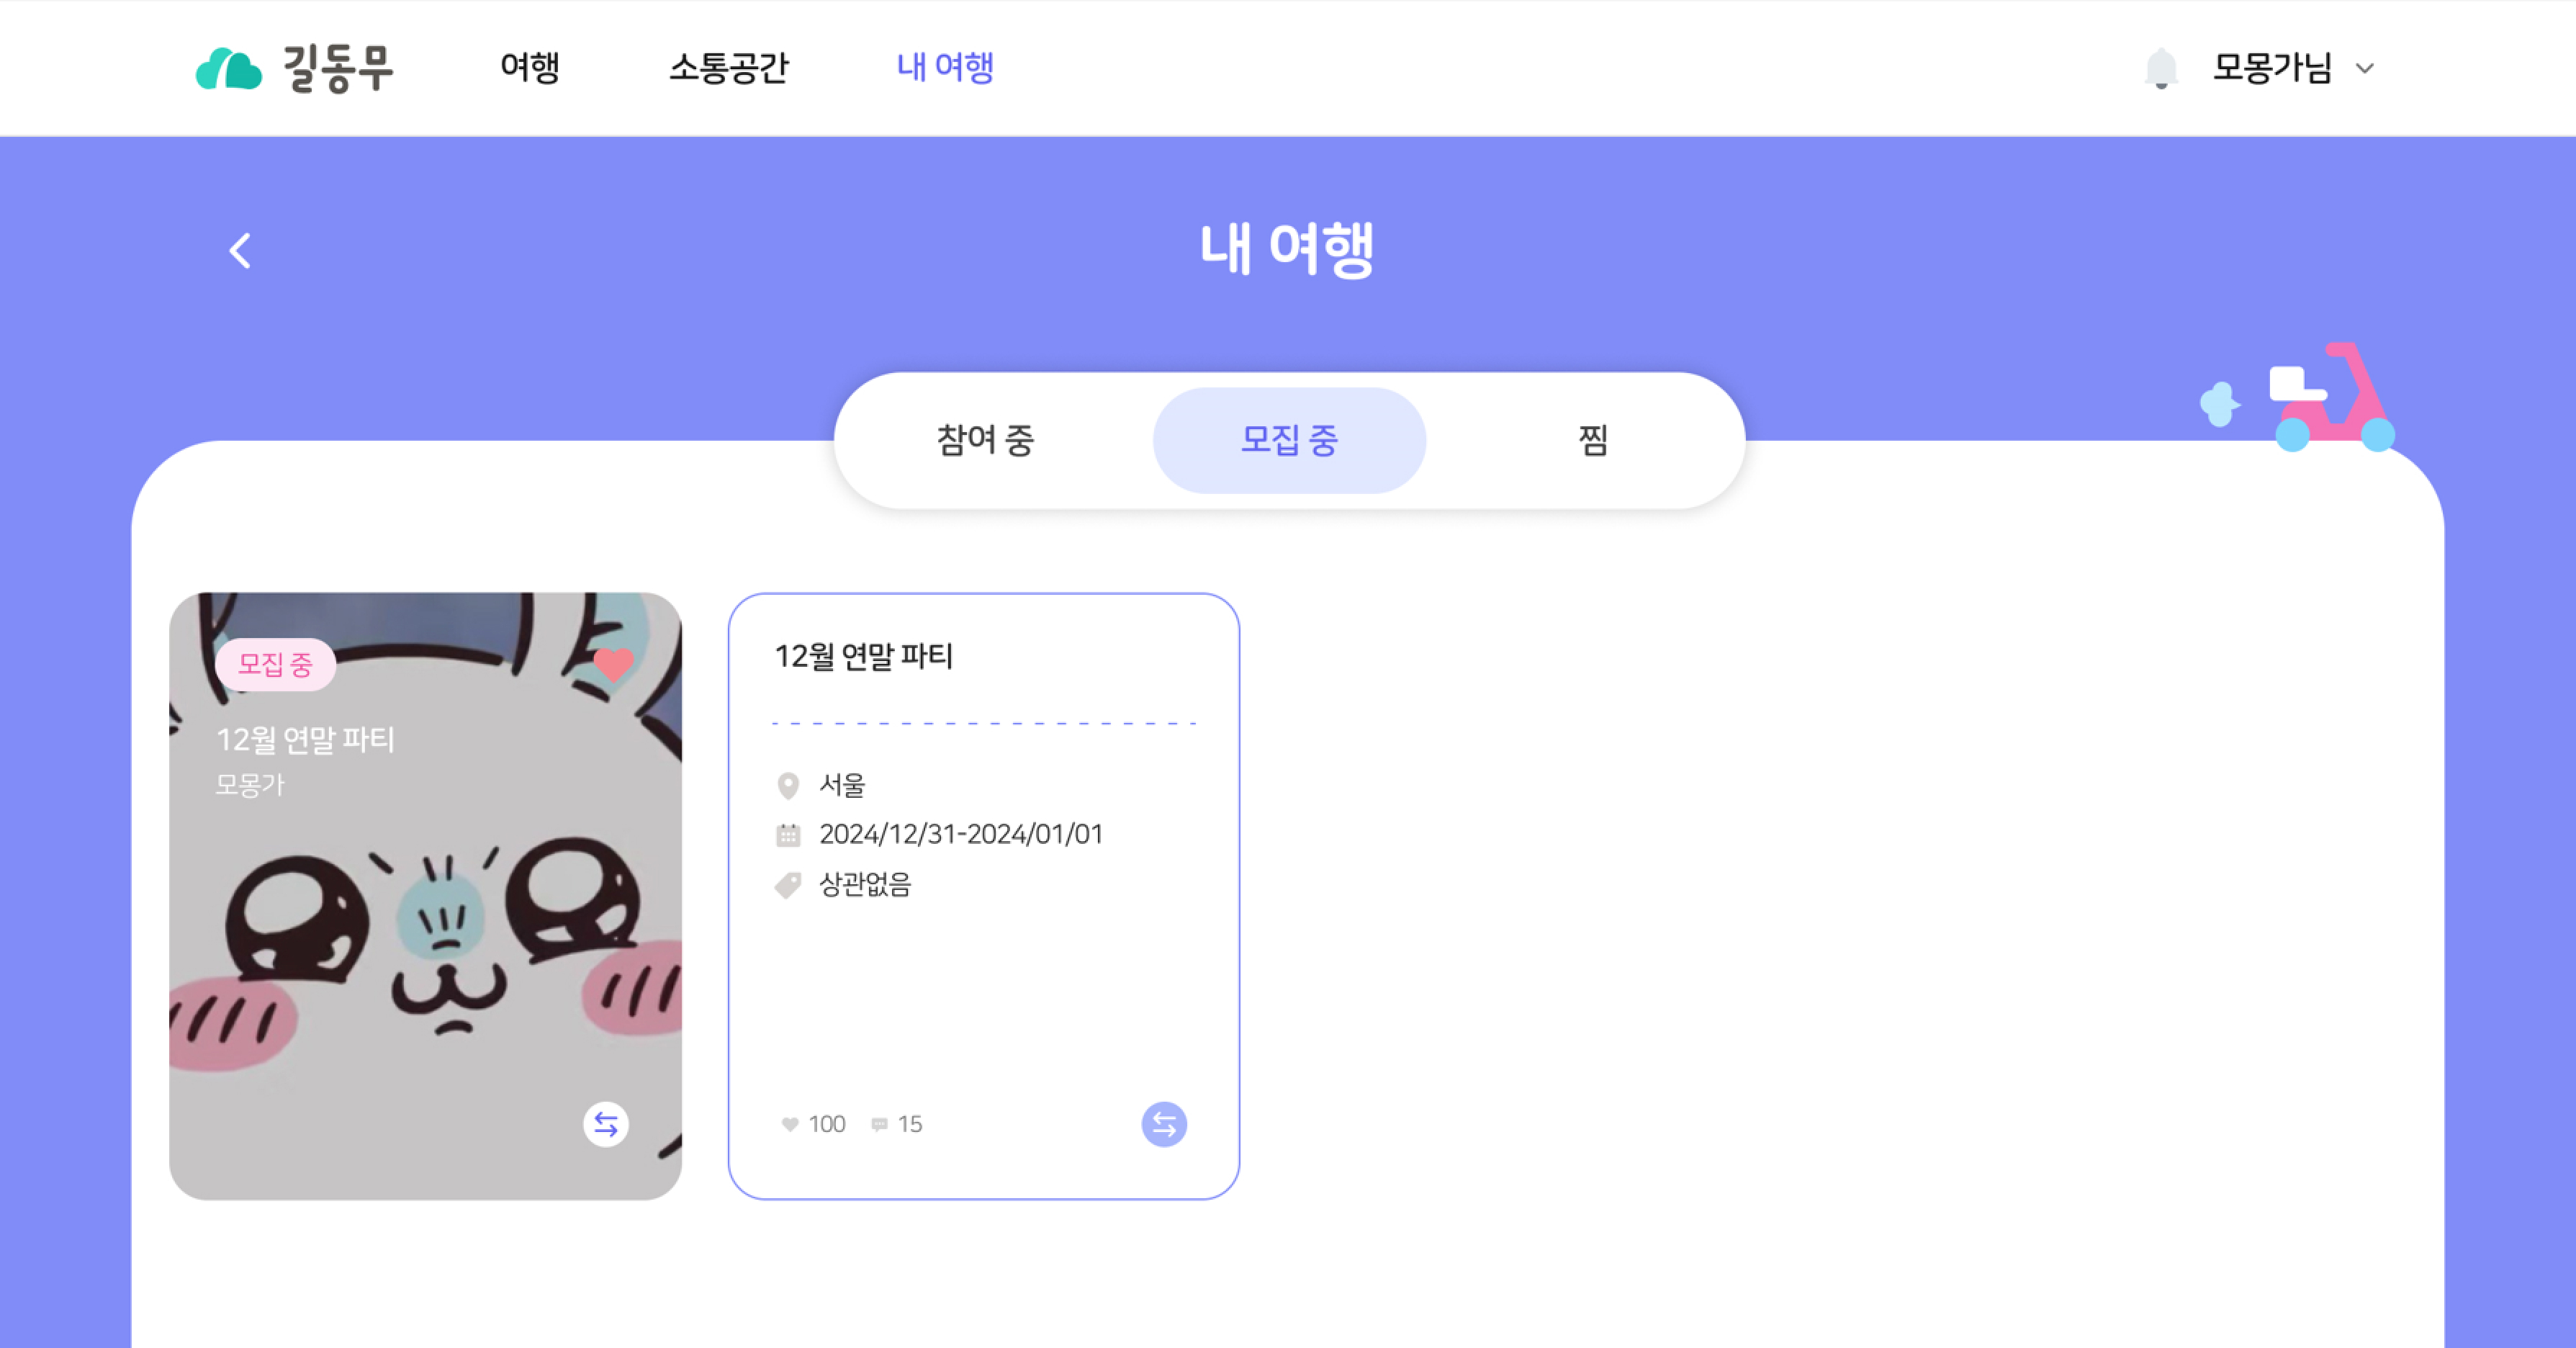 길동무
여행
소통공간
내 여행
모몽가님
내 여행
참여 중
모집 중
찜
모집 중
12월 연말 파티
모몽가
12월 연말 파티
서울
2024/12/31-2024/01/01
상관없음
100
15